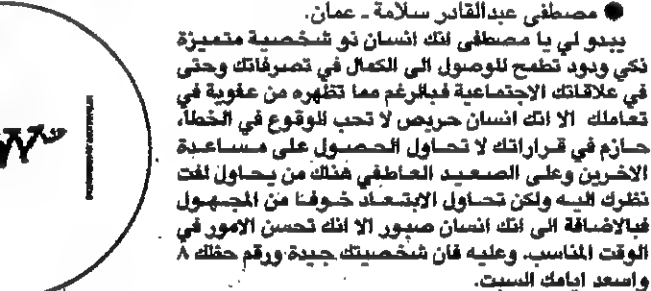 ● مصطفى عبدالقادر سلامة ـ عمان.
يبدو لي يا مصطفى انك انسان ذو شخصية متميزة
ذكي ودود تطمح للوصول الى الكمال في تصرفاتك وحتى
في علاقاتك الاجتماعية فبالرغم مما تظهره من عفوية في
تعاملك الا انك انسان حريص لا تحب الوقوع في الخطأ،
حازم في قراراتك لا تحاول الحصول على مساعدة
الاخرين وعلى الصعيد العاطفي هناك من يحاول لفت
نظرك اليه ولكن تحاول الابتعاد خوفا من المجهول
فبالاضافة الى انك انسان صبور الا انك تحسن الامور في
الوقت المناسب. وعليه فان شخصيتك جيدة ورقم حظك ٨
واسعد ايامك السبت.